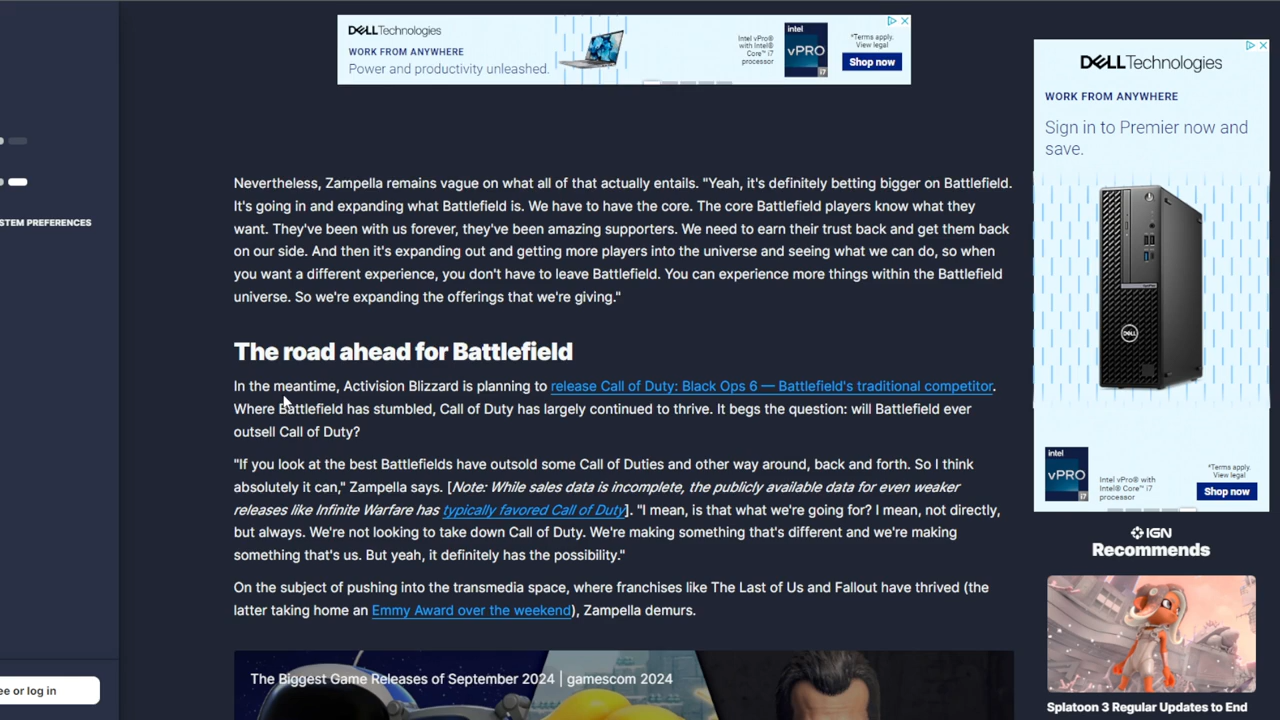 DELLTechnologies
WORK FROM ANYWHERE
Power and productivity unleashed.
Intel vPro®
with Intel®
Core™ i7
processor
intel
vPRO
i7
*Terms apply.
View legal
Shop now
DELLTechnologies
WORK FROM ANYWHERE
Sign in to Premier now and
save.
DELL
intel
vPRO
i7
Intel vPro® with
Intel® Core™ i7
processor
*Terms apply.
View legal
Shop now
STEM PREFERENCES
Nevertheless, Zampella remains vague on what all of that actually entails. "Yeah, it's definitely betting bigger on Battlefield.
It's going in and expanding what Battlefield is. We have to have the core. The core Battlefield players know what they
want. They've been with us forever, they've been amazing supporters. We need to earn their trust back and get them back
on our side. And then it's expanding out and getting more players into the universe and seeing what we can do, so when
you want a different experience, you don't have to leave Battlefield. You can experience more things within the Battlefield
universe. So we're expanding the offerings that we're giving."
The road ahead for Battlefield
In the meantime, Activision Blizzard is planning to release Call of Duty: Black Ops 6 — Battlefield's traditional competitor.
Where Battlefield has stumbled, Call of Duty has largely continued to thrive. It begs the question: will Battlefield ever
outsell Call of Duty?
"If you look at the best Battlefields have outsold some Call of Duties and other way around, back and forth. So I think
absolutely it can," Zampella says. [Note: While sales data is incomplete, the publicly available data for even weaker
releases like Infinite Warfare has typically favored Call of Duty]. "I mean, is that what we're going for? I mean, not directly,
but always. We're not looking to take down Call of Duty. We're making something that's different and we're making
something that's us. But yeah, it definitely has the possibility."
On the subject of pushing into the transmedia space, where franchises like The Last of Us and Fallout have thrived (the
latter taking home an Emmy Award over the weekend), Zampella demurs.
The Biggest Game Releases of September 2024 | gamescom 2024
IGN
Recommends
Splatoon 3 Regular Updates to End
ee or log in